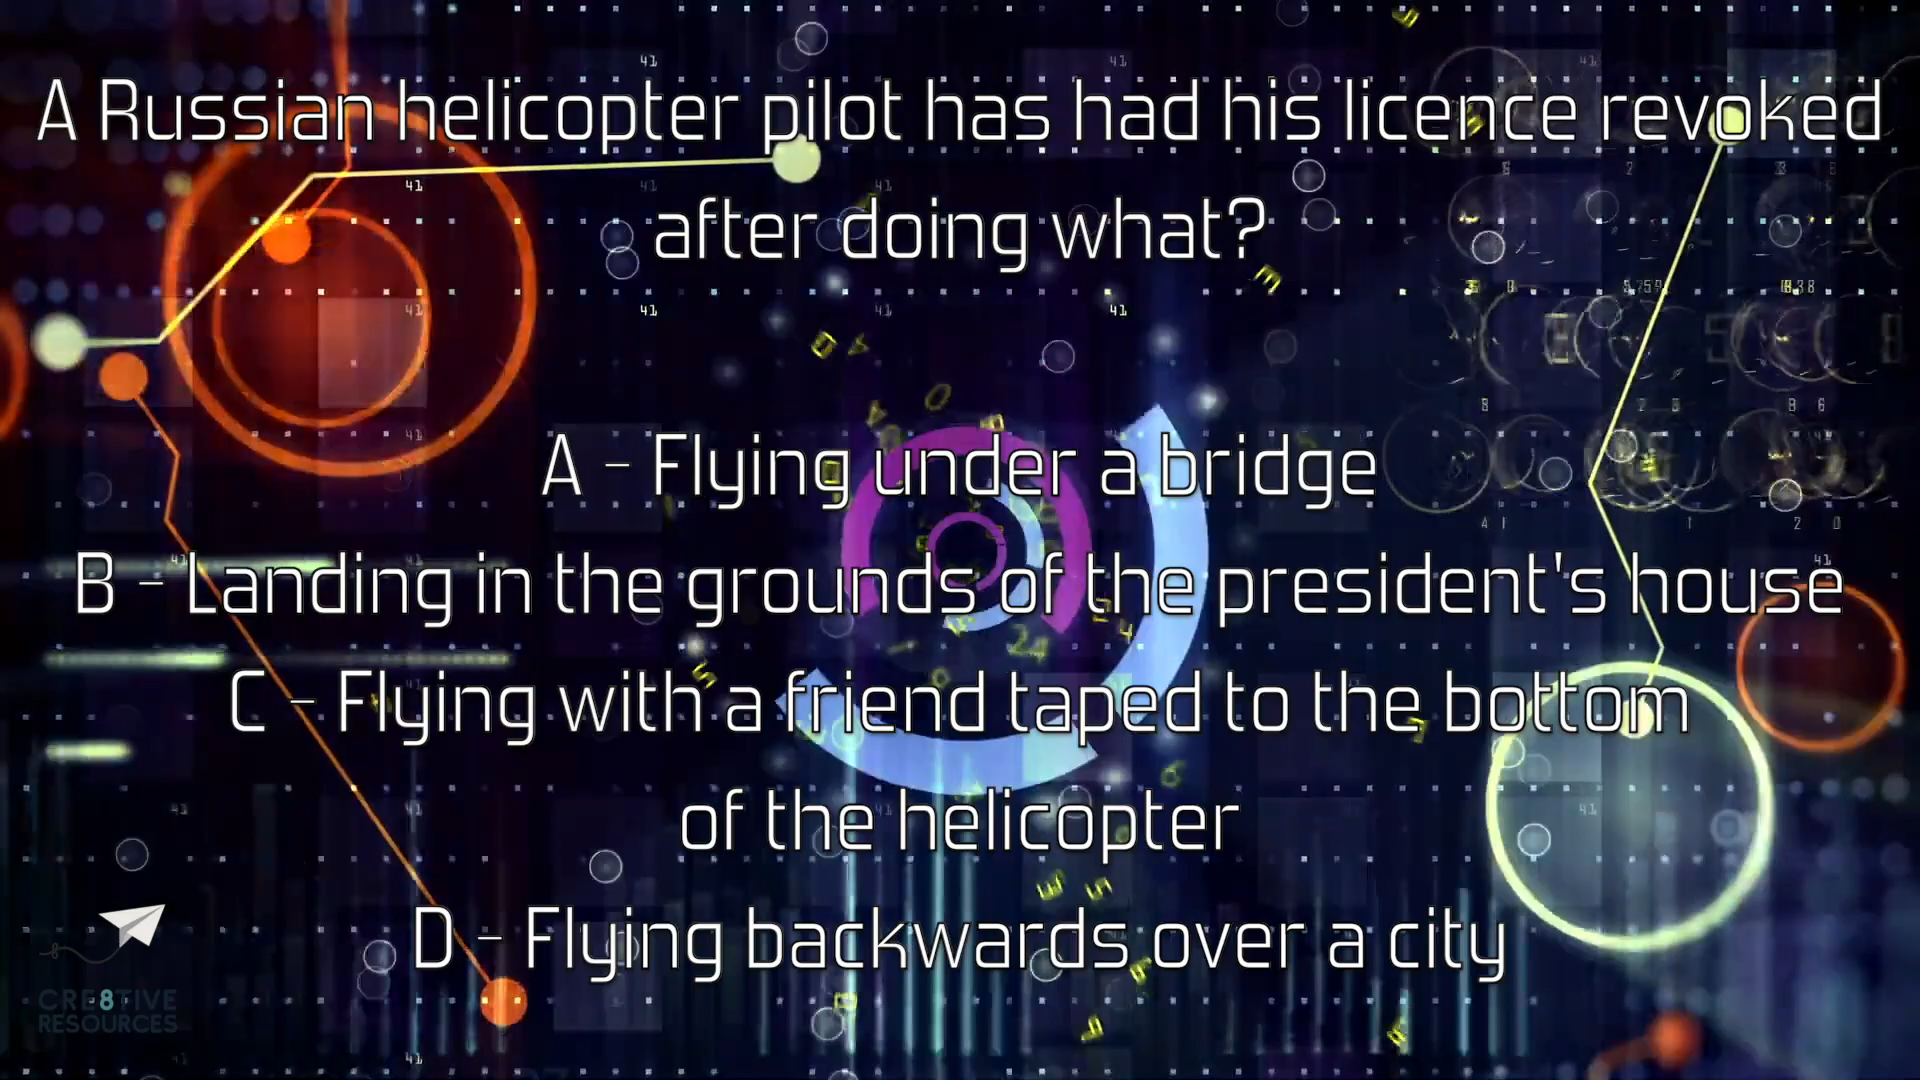 A Russian helicopter pilot has had his licence revoked
after doing what?
A - Flying under a bridge
B - Landing in the grounds of the president's house
C - Flying with a friend taped to the bottom
of the helicopter
D - Flying backwards over a city
CRE8TIVE
RESOURCES